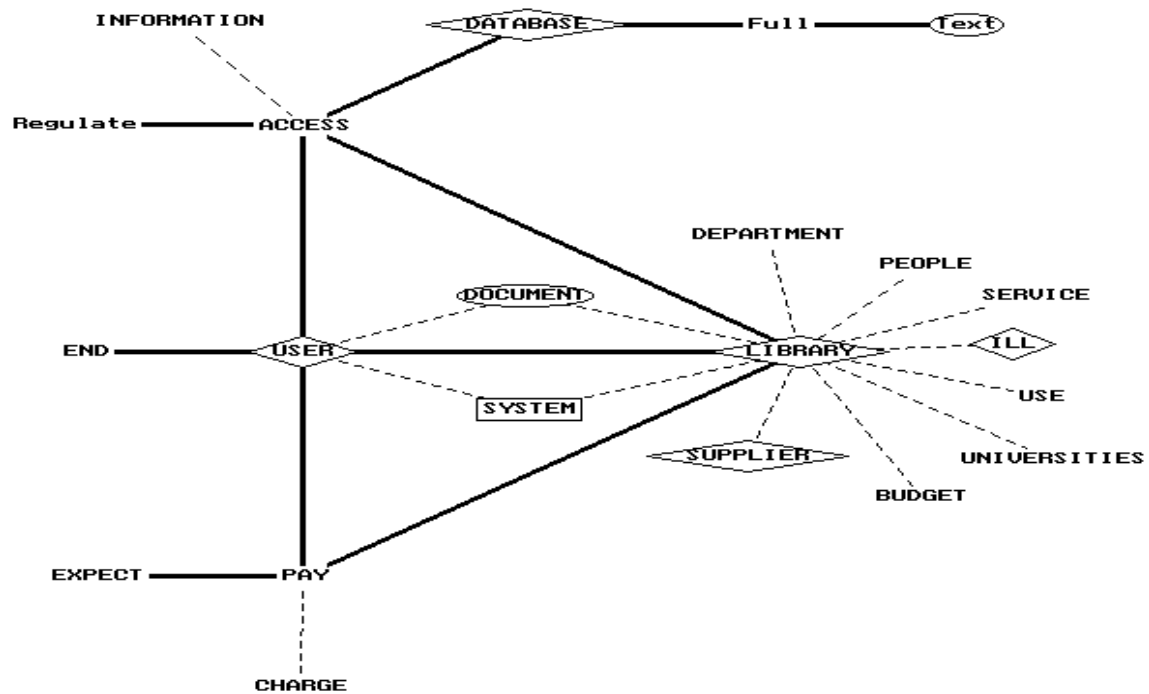 INFORMATION
DATABASE
Full
Text
Regulate
ACCESS
DEPARTMENT
PEOPLE
DOCUMENT
SERVICE
END
USER
LIBRARY
ILL
SYSTEM
USE
SUPPLIER
UNIVERSITIES
BUDGET
EXPECT
PAY
CHARGE